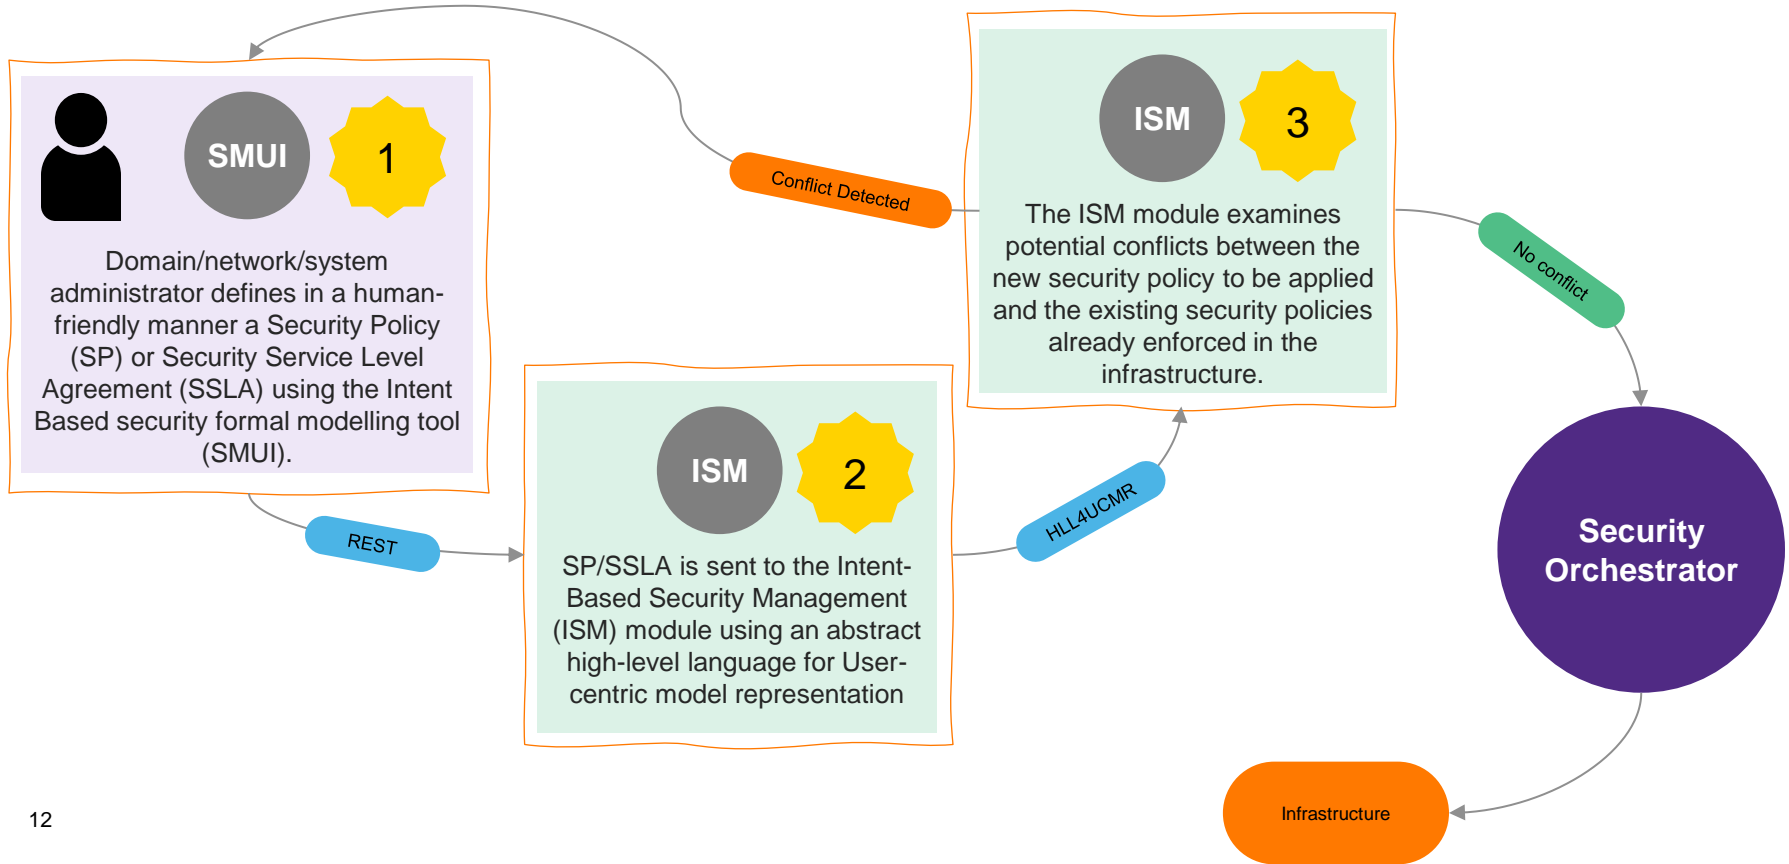 SMUI
1
Domain/network/system
administrator defines in a human-
friendly manner a Security Policy
(SP) or Security Service Level
Agreement (SSLA) using the Intent
Based security formal modelling tool
(SMUI).
REST
ISM
2
SP/SSLA is sent to the Intent-
Based Security Management
(ISM) module using an abstract
high-level language for User-
centric model representation
HLL4UCMR
ISM
3
The ISM module examines
potential conflicts between the
new security policy to be applied
and the existing security policies
already enforced in the
infrastructure.
Conflict Detected
No conflict
Security
Orchestrator
Infrastructure
12